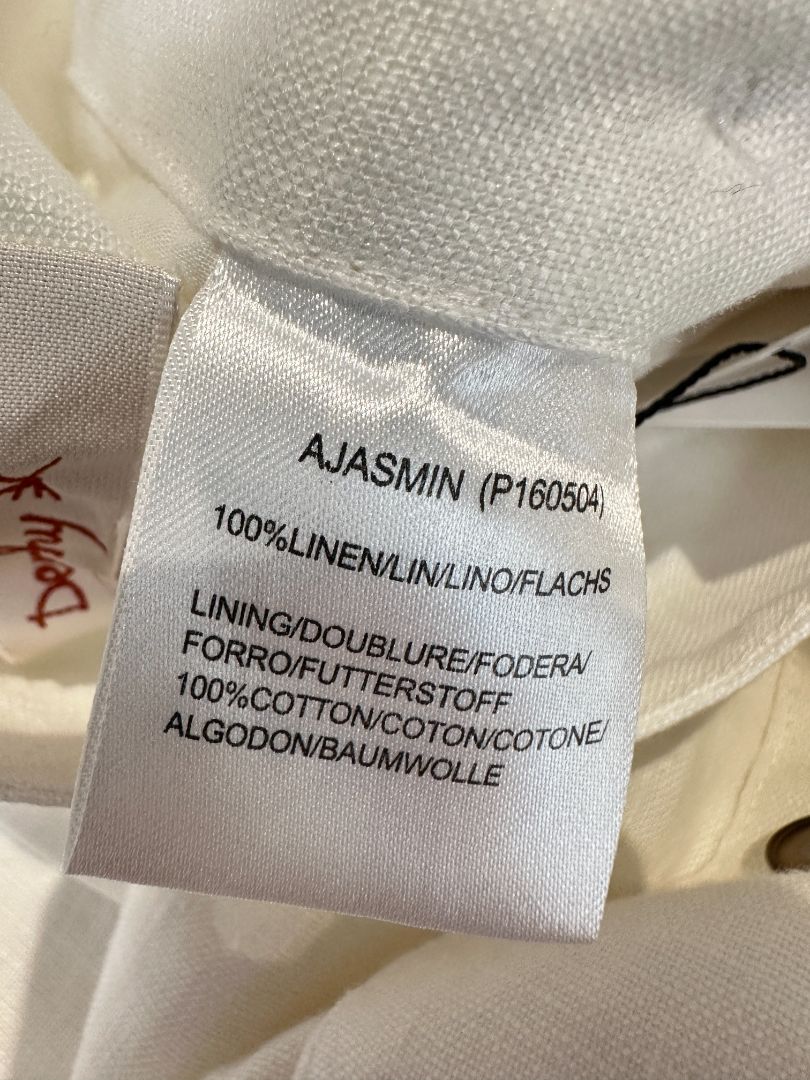 AJASMIN (P160504)
100%LINEN/LIN/LINO/FLACHS
LINING/DOUBLURE/FODERA/
FORRO/FUTTERSTOFF
100%COTTON/COTON/COTONE/
ALGODON/BAUMWOLLE